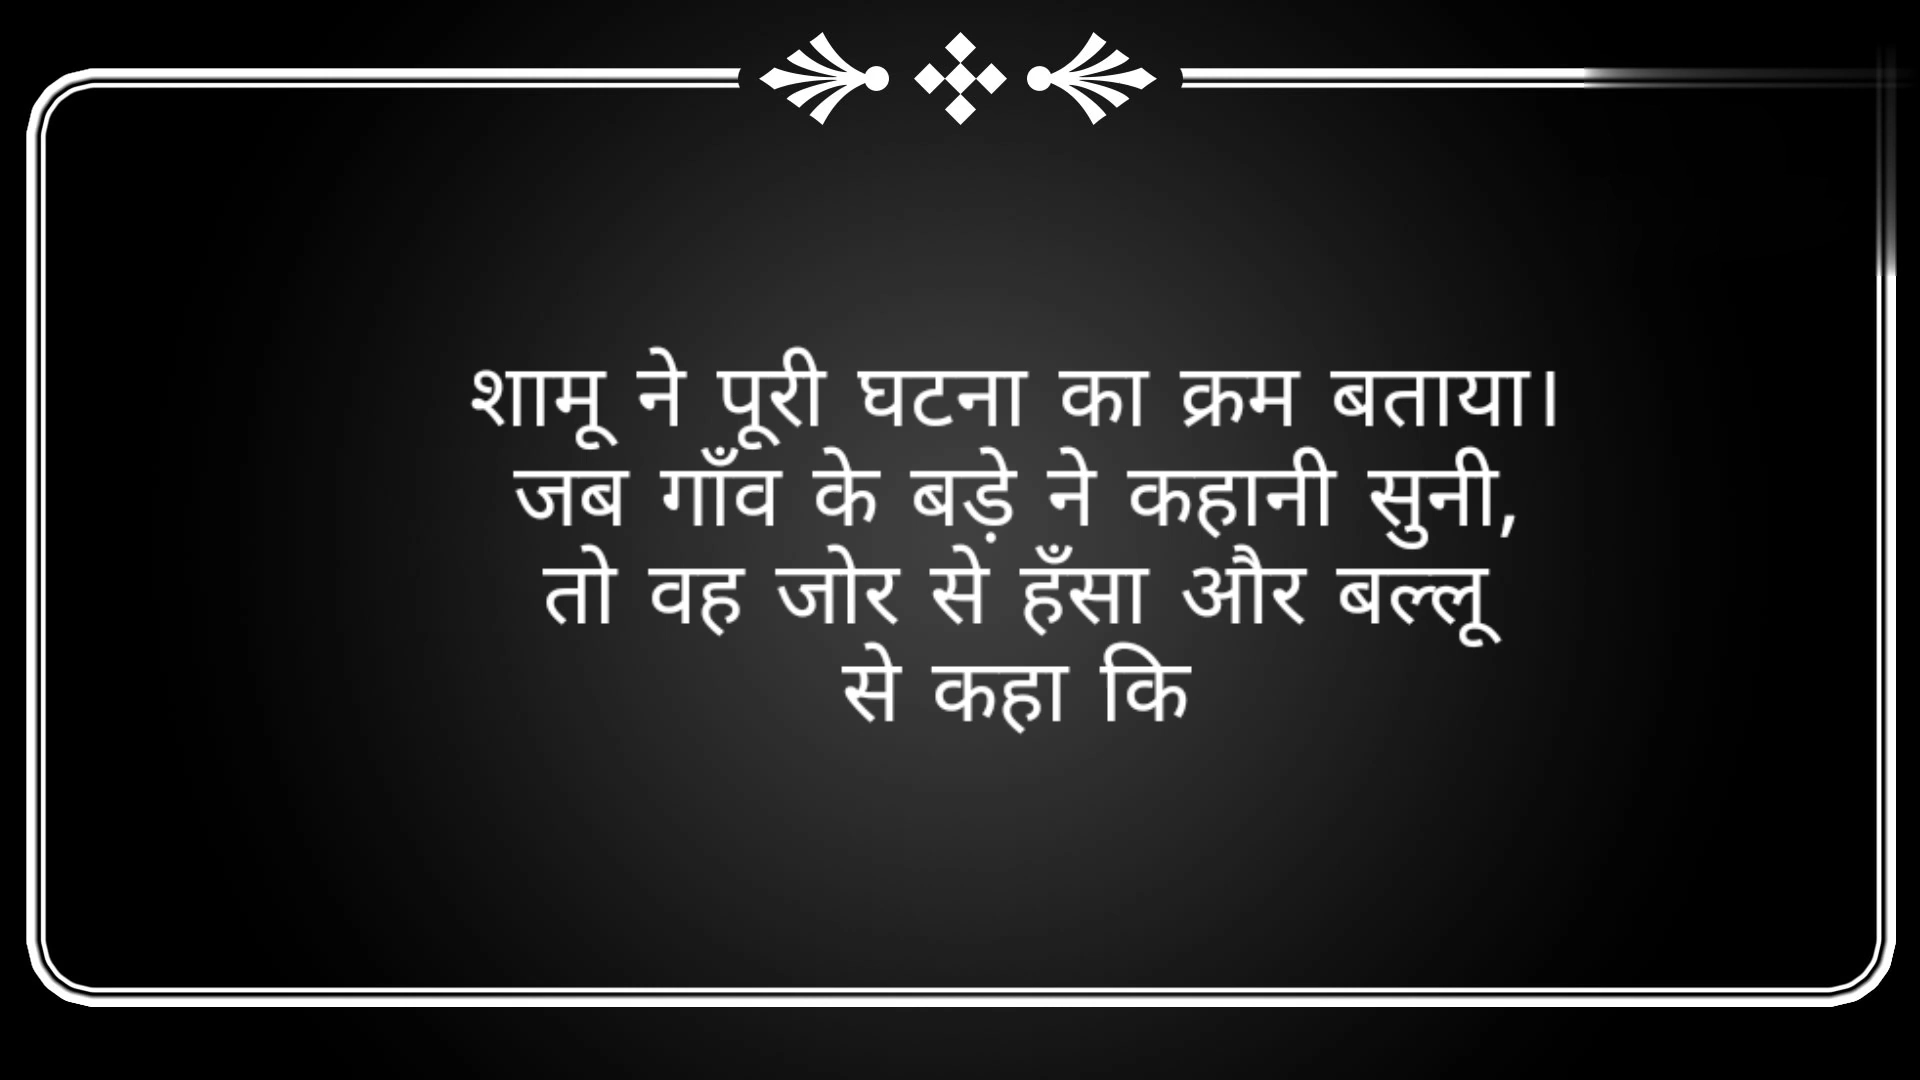 शामू ने पूरी घटना का क्रम बताया।
जब गाँव के बड़े ने कहानी सुनी,
तो वह जोर से हँसा और बल्लू
से कहा कि